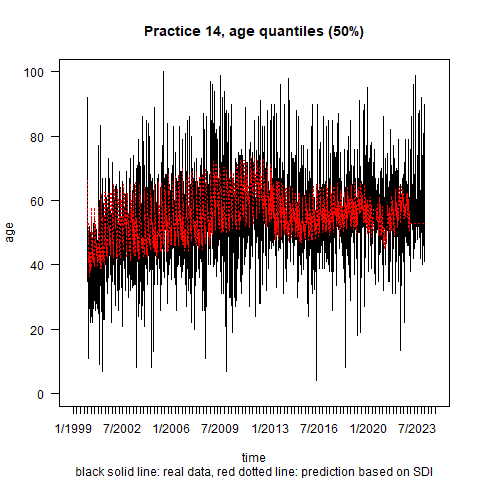 Practice 14, age quantiles (50%)
100
80
60
40
20
0
age
1/1999 7/2002 1/2006 7/2009 1/2013 7/2016 1/2020 7/2023
time
black solid line: real data, red dotted line: prediction based on SDI